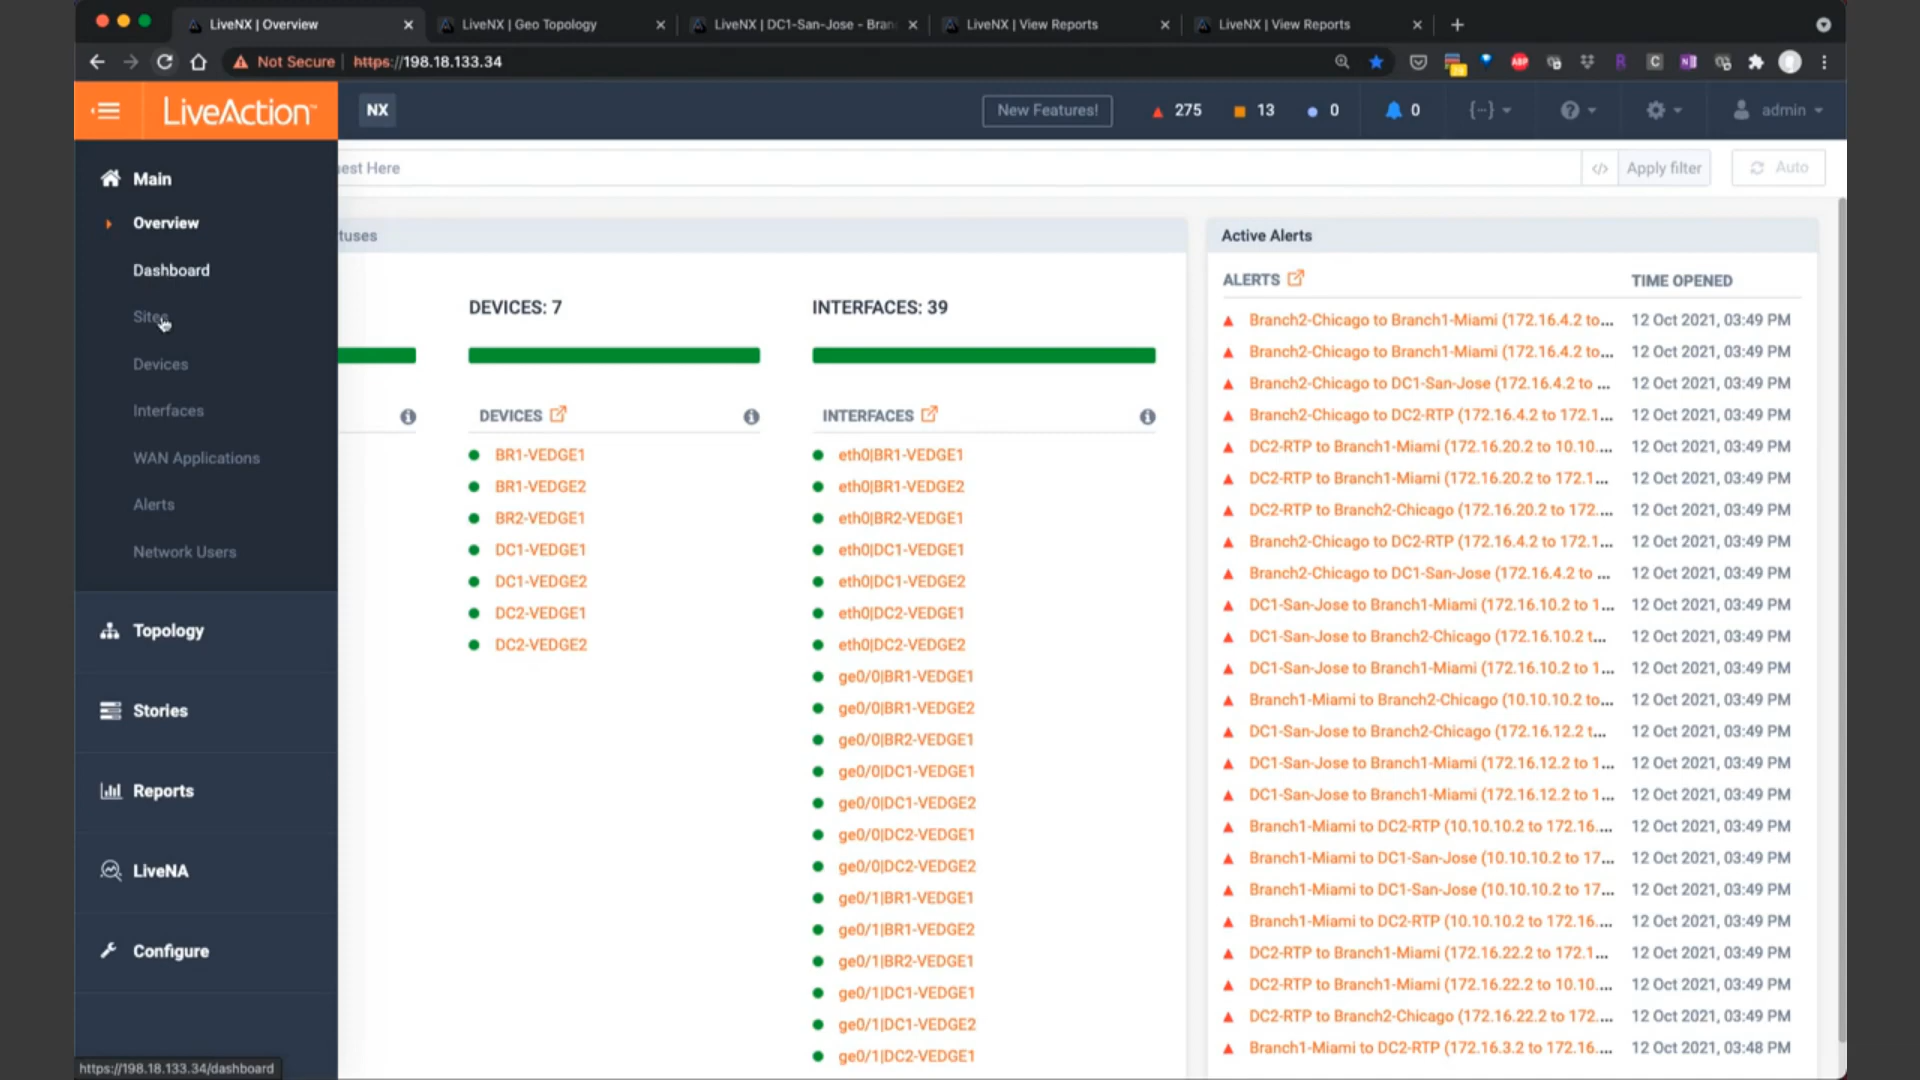 LiveNX | Overview
LiveNX | Geo Topology
LiveNX | DC1-San-Jose - Bran
LiveNX | View Reports
LiveNX | View Reports
Not Secure | https://198.18.133.34
ABP
LiveAction™
NX
New Features!
275
13
0
0
{···}
admin
Main
Overview
Dashboard
Sites
Devices
Interfaces
WAN Applications
Alerts
Network Users
Topology
Stories
Reports
LiveNA
Configure
https://198.18.133.34/dashboard
est Here
</>
Apply filter
Auto
tuses
DEVICES: 7
DEVICES
BR1-VEDGE1
BR1-VEDGE2
BR2-VEDGE1
DC1-VEDGE1
DC1-VEDGE2
DC2-VEDGE1
DC2-VEDGE2
INTERFACES: 39
INTERFACES
eth0|BR1-VEDGE1
eth0|BR1-VEDGE2
eth0|BR2-VEDGE1
eth0|DC1-VEDGE1
eth0|DC1-VEDGE2
eth0|DC2-VEDGE1
eth0|DC2-VEDGE2
ge0/0|BR1-VEDGE1
ge0/0|BR1-VEDGE2
ge0/0|BR2-VEDGE1
ge0/0|DC1-VEDGE1
ge0/0|DC1-VEDGE2
ge0/0|DC2-VEDGE1
ge0/0|DC2-VEDGE2
ge0/1|BR1-VEDGE1
ge0/1|BR1-VEDGE2
ge0/1|BR2-VEDGE1
ge0/1|DC1-VEDGE1
ge0/1|DC1-VEDGE2
ge0/1|DC2-VEDGE1
Active Alerts
ALERTS TIME OPENED
Branch2-Chicago to Branch1-Miami (172.16.4.2 to... 12 Oct 2021, 03:49 PM
Branch2-Chicago to Branch1-Miami (172.16.4.2 to... 12 Oct 2021, 03:49 PM
Branch2-Chicago to DC1-San-Jose (172.16.4.2 to ... 12 Oct 2021, 03:49 PM
Branch2-Chicago to DC2-RTP (172.16.4.2 to 172.1... 12 Oct 2021, 03:49 PM
DC2-RTP to Branch1-Miami (172.16.20.2 to 10.10.... 12 Oct 2021, 03:49 PM
DC2-RTP to Branch1-Miami (172.16.20.2 to 172.1... 12 Oct 2021, 03:49 PM
DC2-RTP to Branch2-Chicago (172.16.20.2 to 172.... 12 Oct 2021, 03:49 PM
Branch2-Chicago to DC2-RTP (172.16.4.2 to 172.1... 12 Oct 2021, 03:49 PM
Branch2-Chicago to DC1-San-Jose (172.16.4.2 to ... 12 Oct 2021, 03:49 PM
DC1-San-Jose to Branch1-Miami (172.16.10.2 to 1... 12 Oct 2021, 03:49 PM
DC1-San-Jose to Branch2-Chicago (172.16.10.2 t... 12 Oct 2021, 03:49 PM
DC1-San-Jose to Branch1-Miami (172.16.10.2 to 1... 12 Oct 2021, 03:49 PM
Branch1-Miami to Branch2-Chicago (10.10.10.2 to... 12 Oct 2021, 03:49 PM
DC1-San-Jose to Branch2-Chicago (172.16.12.2 t... 12 Oct 2021, 03:49 PM
DC1-San-Jose to Branch1-Miami (172.16.12.2 to 1... 12 Oct 2021, 03:49 PM
DC1-San-Jose to Branch1-Miami (172.16.12.2 to 1... 12 Oct 2021, 03:49 PM
Branch1-Miami to DC2-RTP (10.10.10.2 to 172.16.... 12 Oct 2021, 03:49 PM
Branch1-Miami to DC1-San-Jose (10.10.10.2 to 17... 12 Oct 2021, 03:49 PM
Branch1-Miami to DC1-San-Jose (10.10.10.2 to 17... 12 Oct 2021, 03:49 PM
Branch1-Miami to DC2-RTP (10.10.10.2 to 172.16.... 12 Oct 2021, 03:49 PM
DC2-RTP to Branch1-Miami (172.16.22.2 to 172.1... 12 Oct 2021, 03:49 PM
DC2-RTP to Branch1-Miami (172.16.22.2 to 10.10.... 12 Oct 2021, 03:49 PM
DC2-RTP to Branch2-Chicago (172.16.22.2 to 172.... 12 Oct 2021, 03:49 PM
Branch1-Miami to DC2-RTP (172.16.3.2 to 172.16.... 12 Oct 2021, 03:48 PM